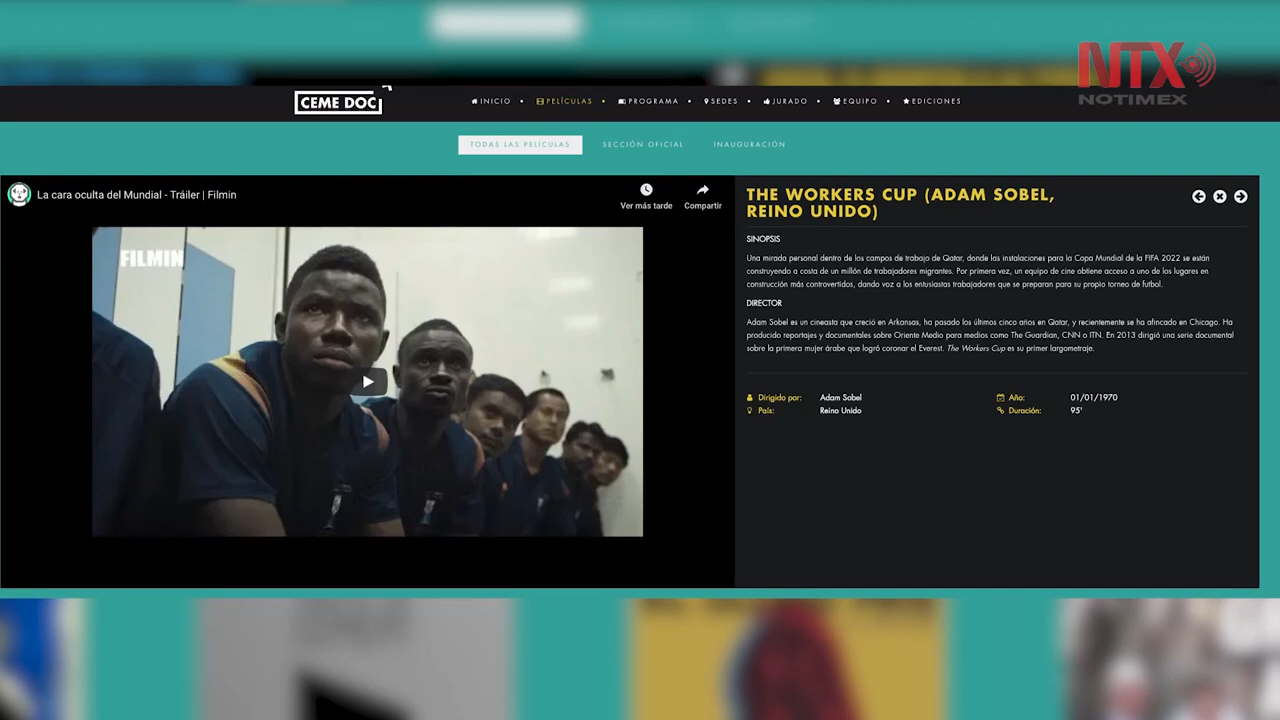 NTX
NOTIMEX
CEME DOC
INICIO • PELÍCULAS • PROGRAMA • SEDES • JURADO • EQUIPO • EDICIONES
TODAS LAS PELÍCULAS SECCIÓN OFICIAL INAUGURACIÓN
La cara oculta del Mundial - Tráiler | Filmin
Ver más tarde Compartir
FILMIN
THE WORKERS CUP (ADAM SOBEL,
REINO UNIDO)
SINOPSIS
Una mirada personal dentro de los campos de trabajo de Qatar, donde las instalaciones para la Copa Mundial de la FIFA 2022 se están
construyendo a costa de un millón de trabajadores migrantes. Por primera vez, un equipo de cine obtiene acceso a uno de los lugares en
construcción más controvertidos, dando voz a los entusiastas trabajadores que se preparan para su propio torneo de futbol.
DIRECTOR
Adam Sobel es un cineasta que creció en Arkansas, ha pasado los últimos cinco años en Qatar, y recientemente se ha afincado en Chicago. Ha
producido reportajes y documentales sobre Oriente Medio para medios como The Guardian, CNN o ITN. En 2013 dirigió una serie documental
sobre la primera mujer árabe que logró coronar el Everest. The Workers Cup es su primer largometraje.
Dirigido por: Adam Sobel Año: 01/01/1970
País: Reino Unido Duración: 95'